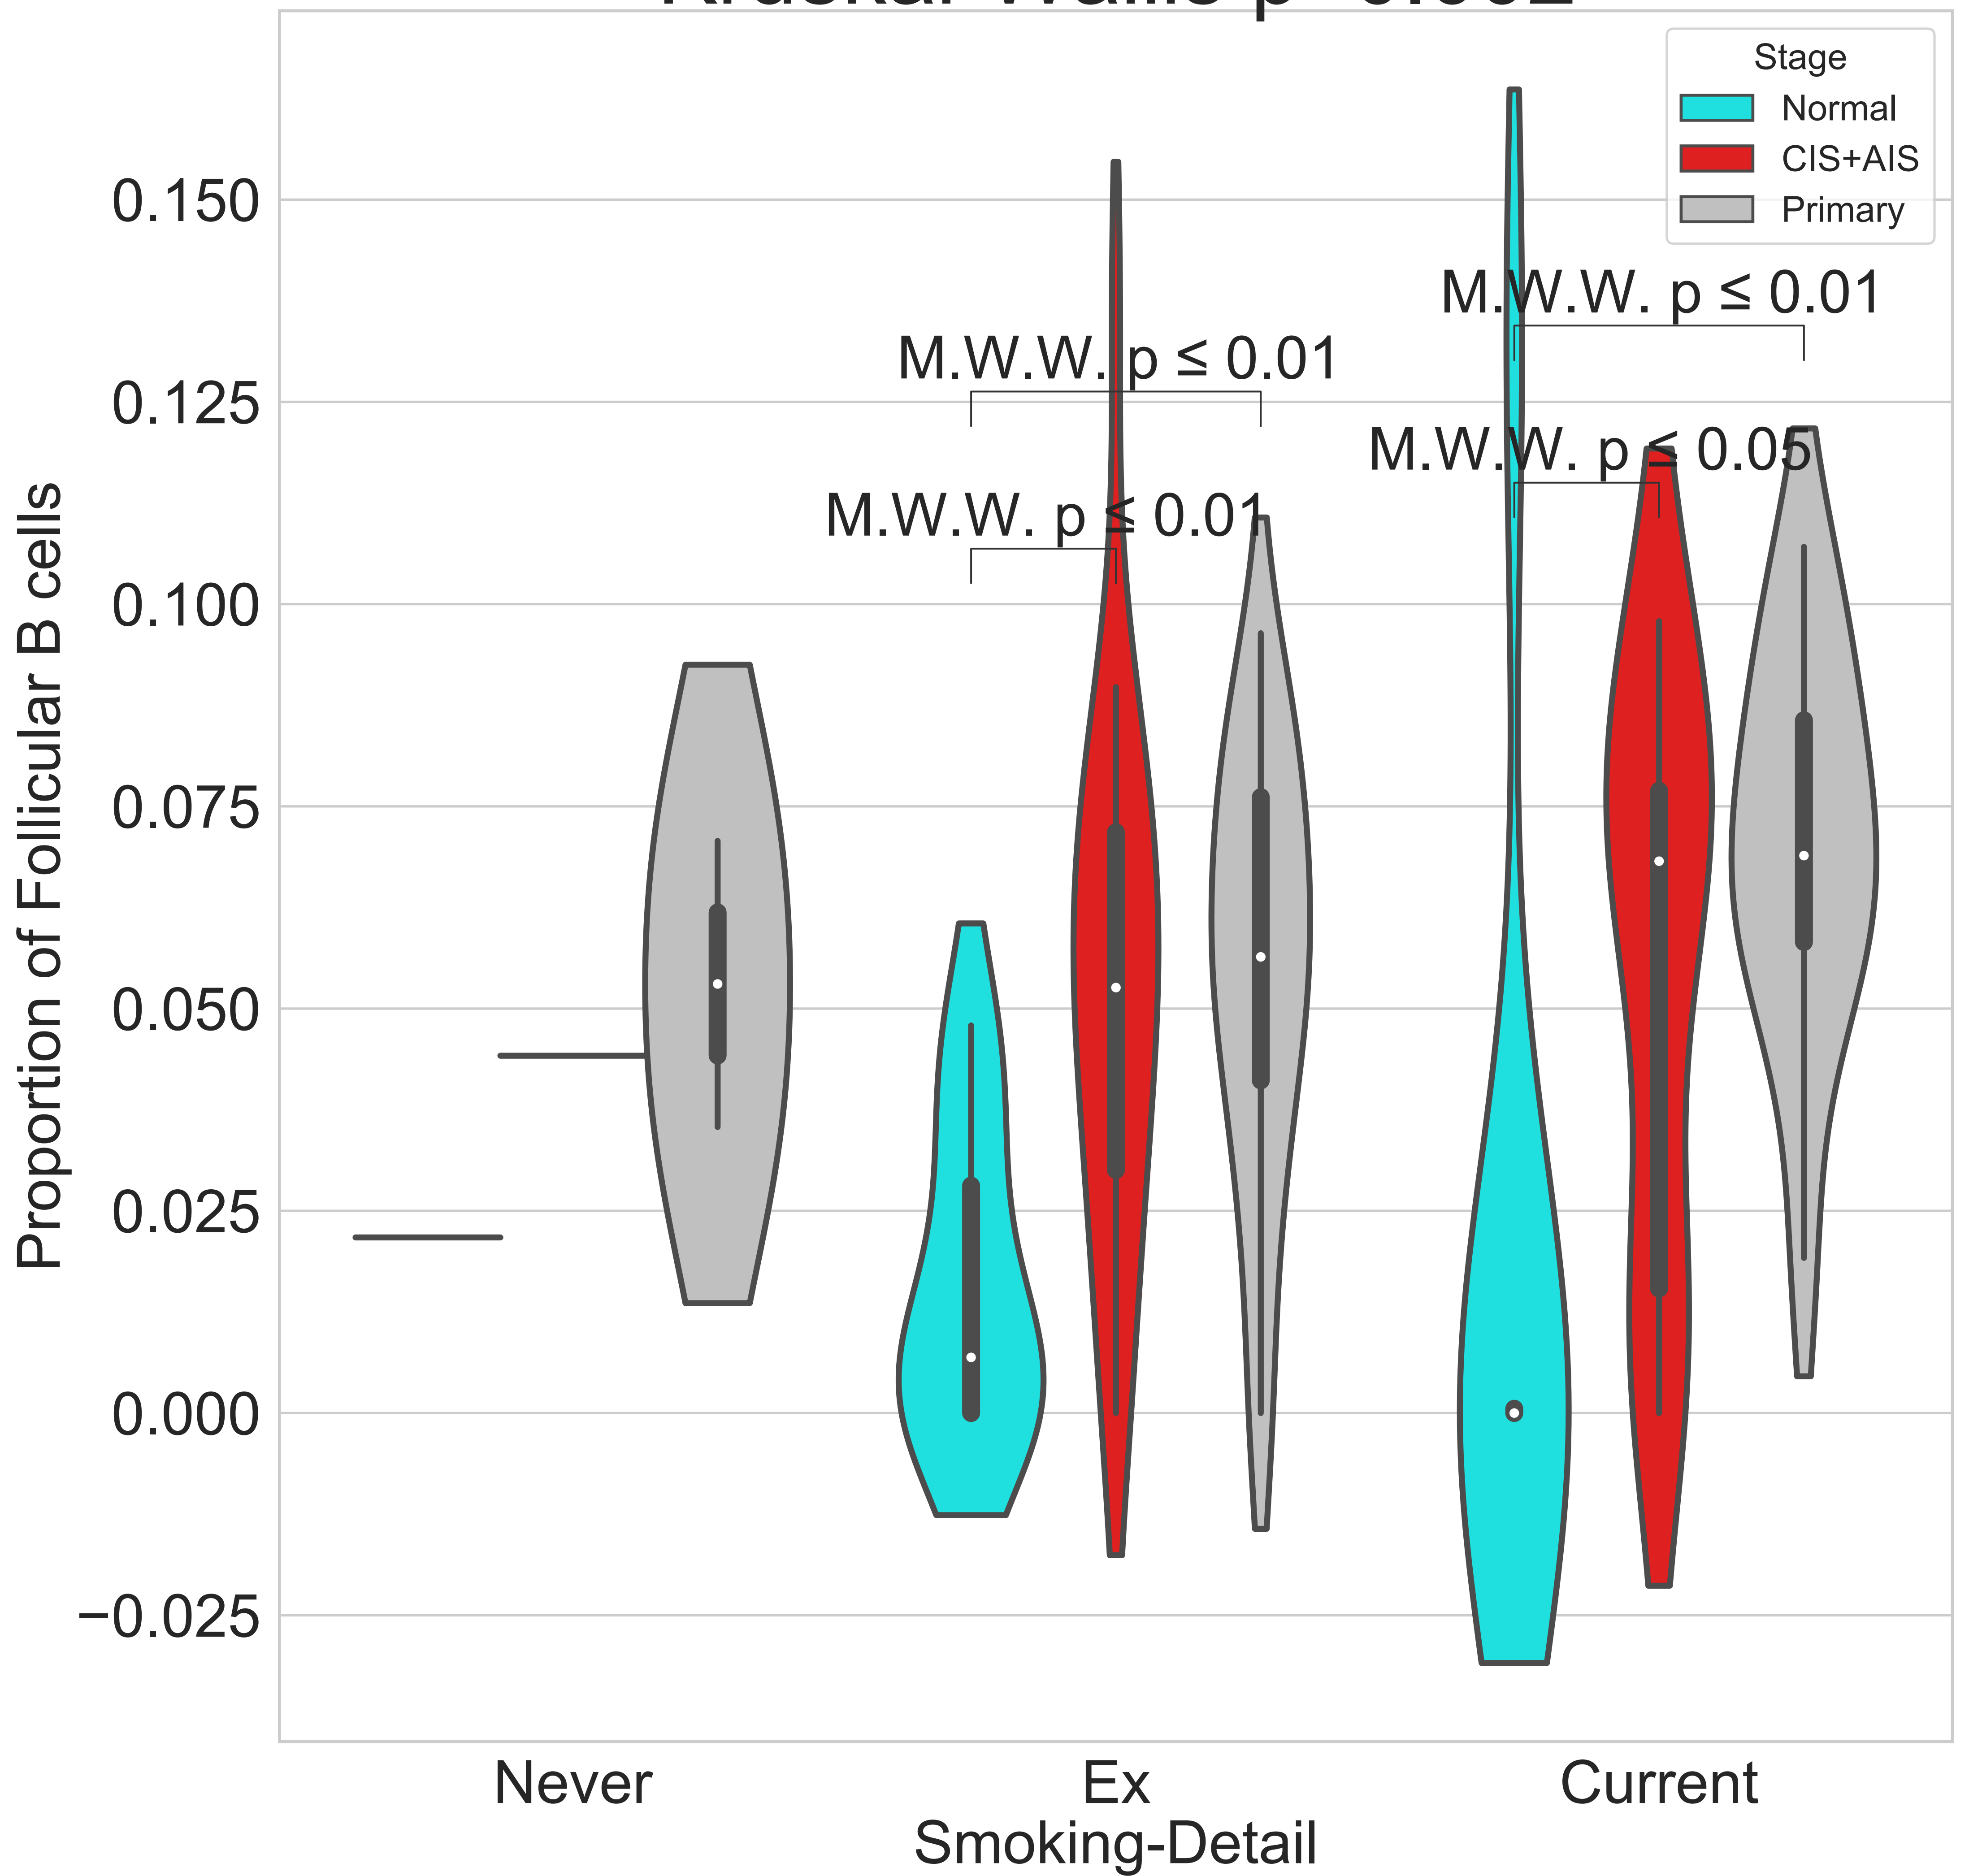 Stage
Normal
CIS+AIS
Primary
M.W.W. p ≤ 0.01
M.W.W. p ≤ 0.01
M.W.W. p ≤ 0.05
M.W.W. p ≤ 0.01
Proportion of Follicular B cells
0.150
0.125
0.100
0.075
0.050
0.025
0.000
−0.025
Never
Ex
Current
Smoking-Detail